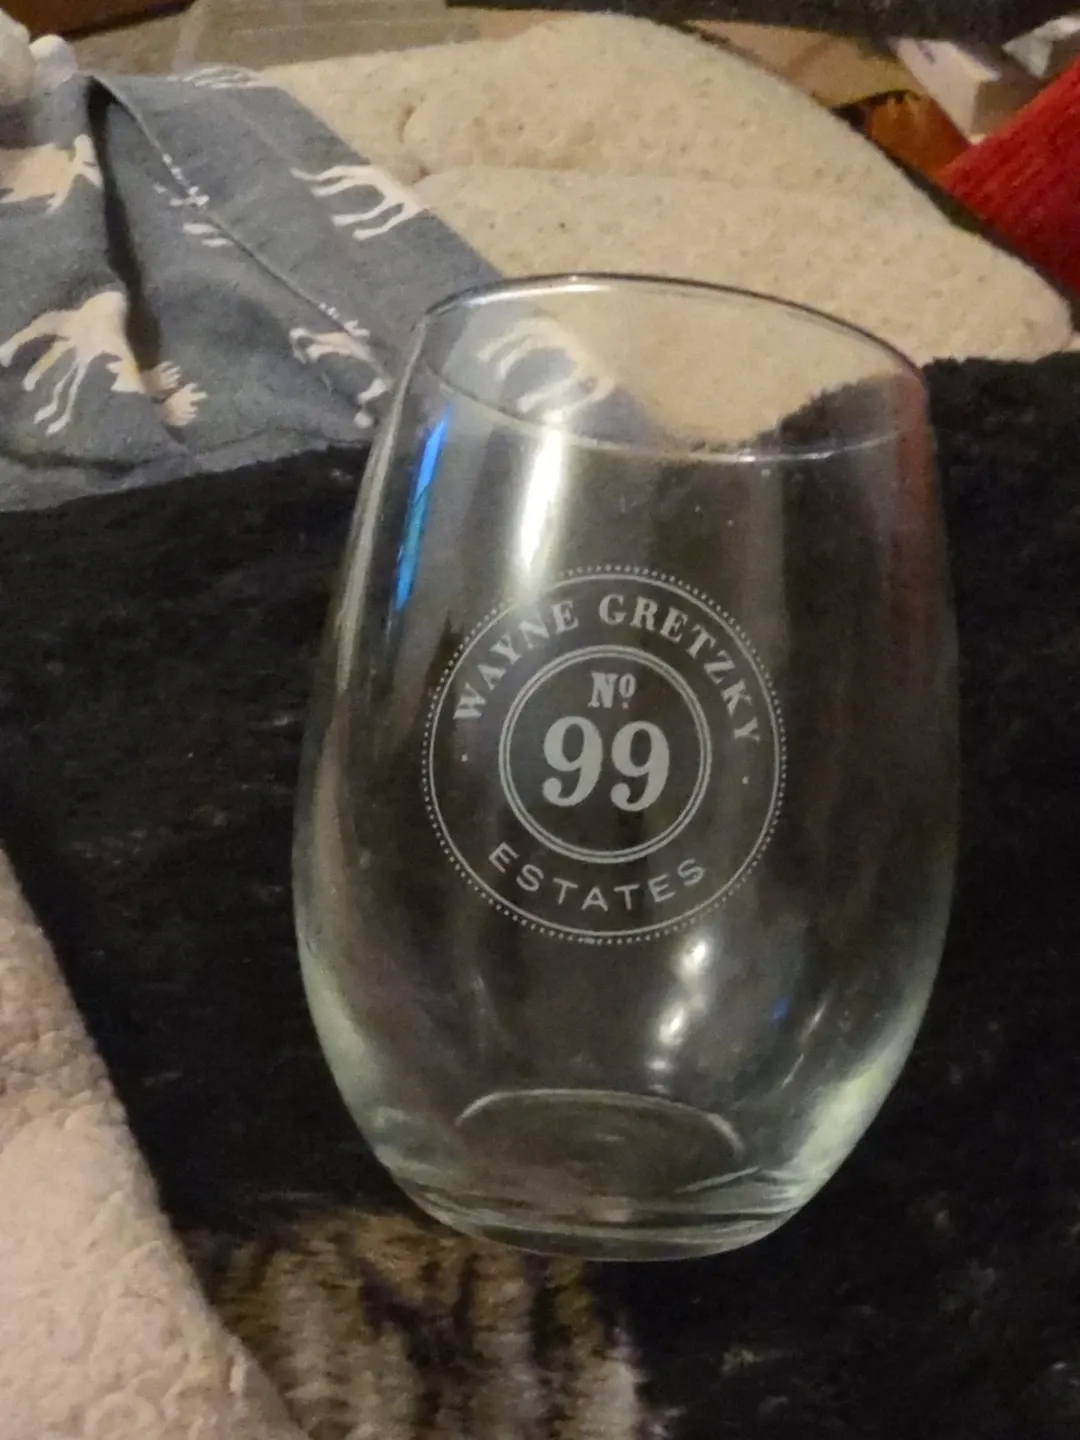 WAYNE GRETZKY
Nº
99
ESTATES